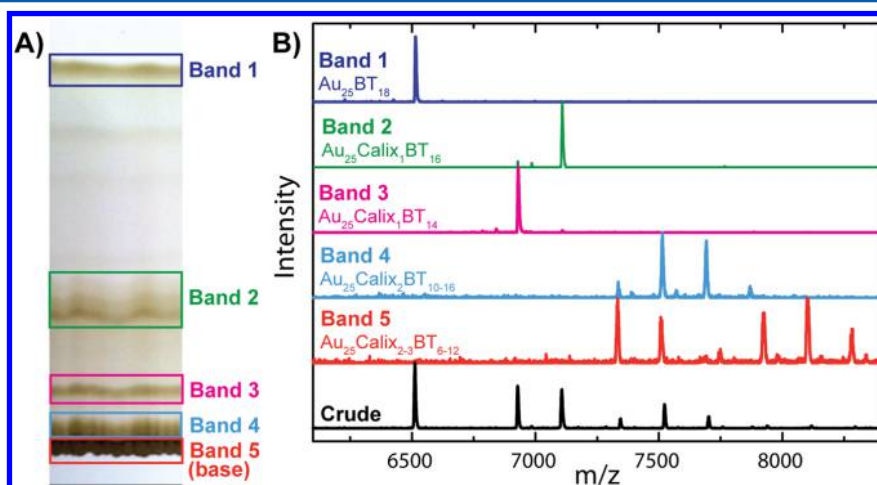 A)
Band 1
Band 2
Band 3
Band 4
Band 5
(base)
B)
Band 1
Au₂₅BT₁₈
Band 2
Au₂₅Calix₁BT₁₆
Band 3
Au₂₅Calix₁BT₁₄
Band 4
Au₂₅Calix₂BT₁₀₋₁₆
Band 5
Au₂₅Calix₂₋₃BT₆₋₁₂
Crude
Intensity
6500 7000 7500 8000
m/z